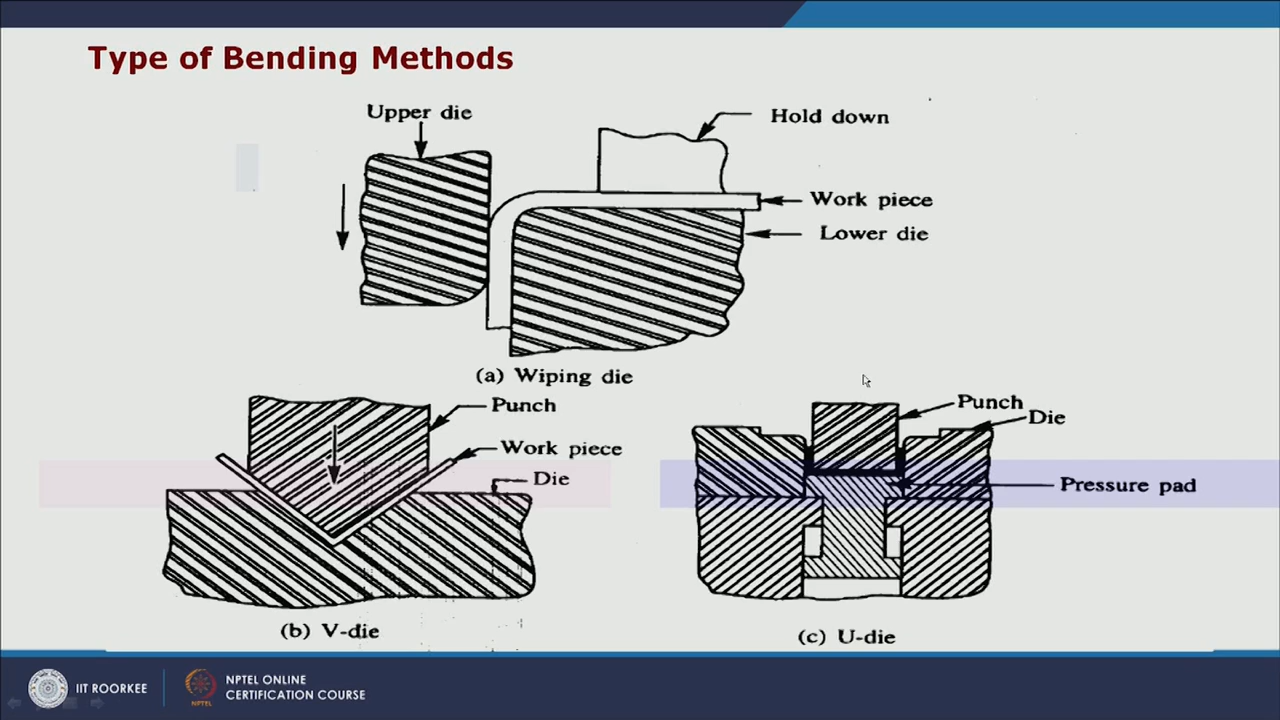 Type of Bending Methods
Upper die
Hold down
Work piece
Lower die
(a) Wiping die
Punch
Work piece
Die
(b) V-die
Punch
Die
Pressure pad
(c) U-die
IIT ROORKEE
NPTEL
NPTEL ONLINE
CERTIFICATION COURSE